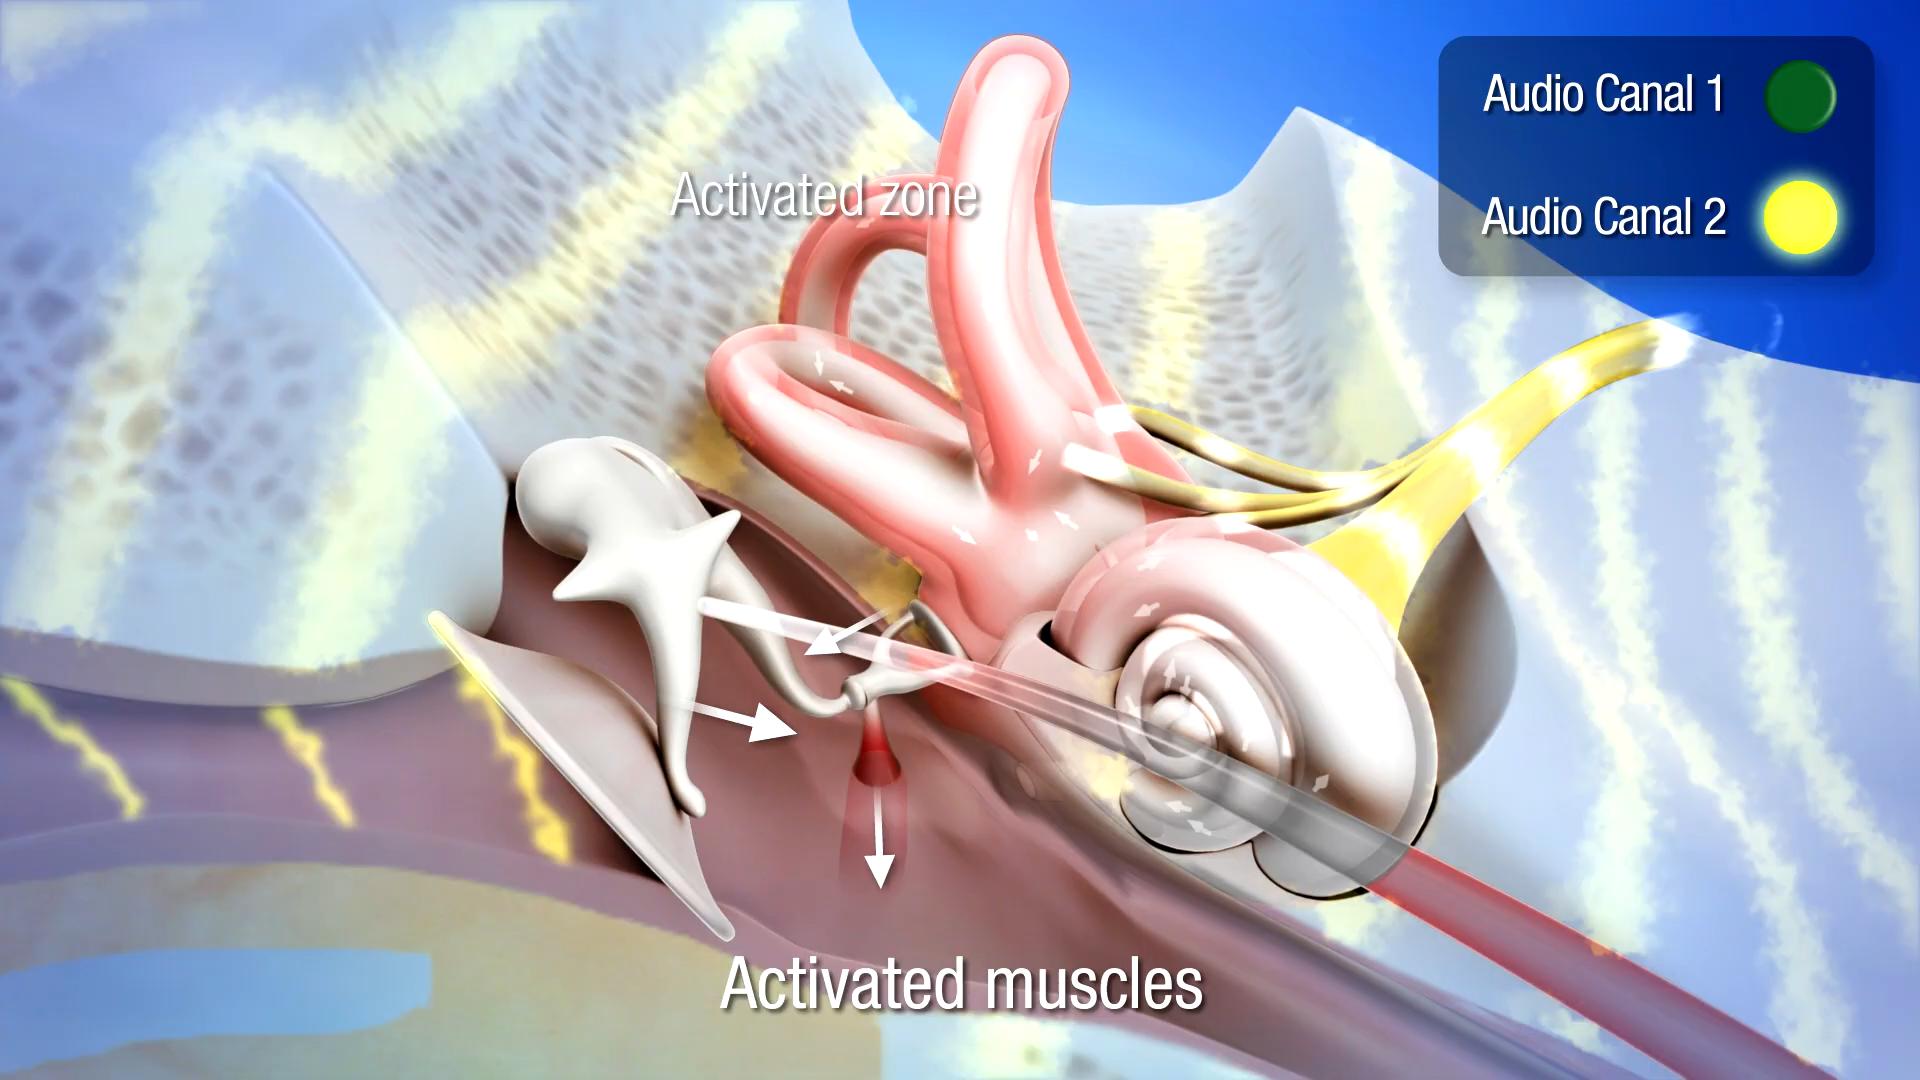 Audio Canal 1
Audio Canal 2
Activated zone
Activated muscles